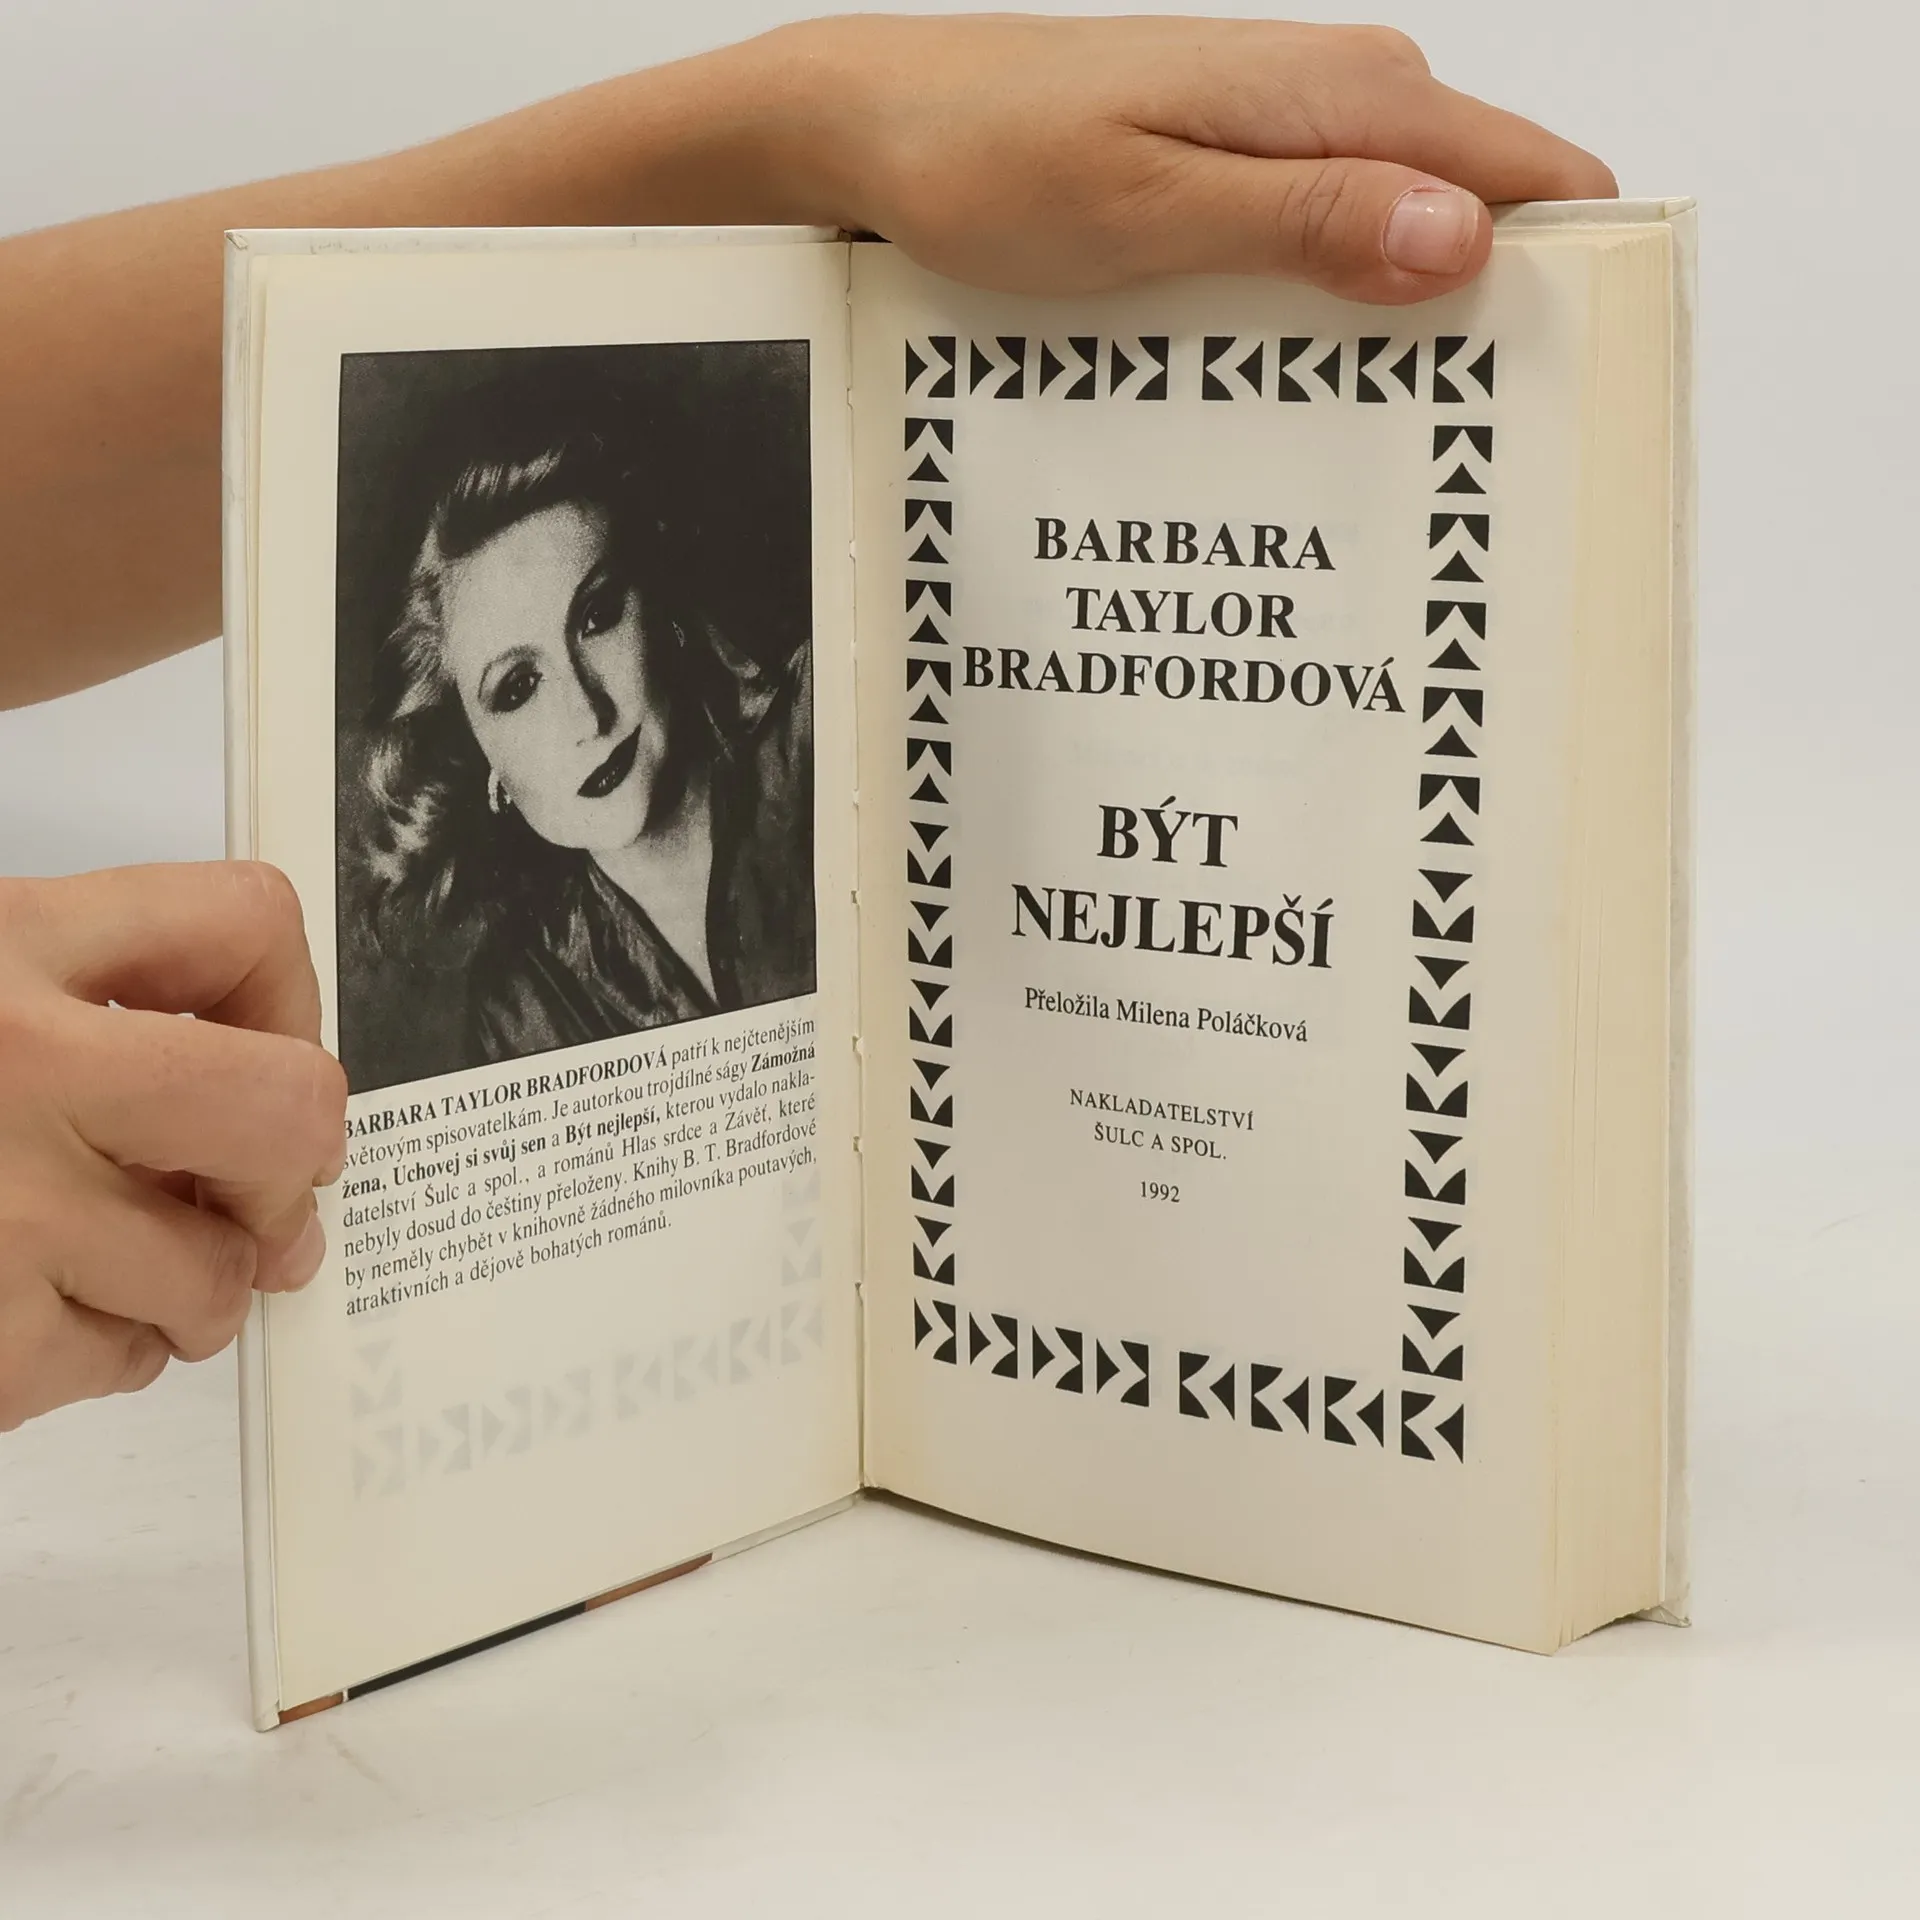 BARBARA TAYLOR BRADFORDOVÁ patří k nejčtenějším
světovým spisovatelkám. Je autorkou trojdílné ságy Zámožná
žena, Uchovej si svůj sen a Být nejlepší, kterou vydalo nakla-
datelství Šulc a spol., a románů Hlas srdce a Závěť, které
nebyly dosud do češtiny přeloženy. Knihy B. T. Bradfordové
by neměly chybět v knihovně žádného milovníka poutavých,
atraktivních a dějově bohatých románů.
BARBARA
TAYLOR
BRADFORDOVÁ
BÝT
NEJLEPŠÍ
Přeložila Milena Poláčková
NAKLADATELSTVÍ
ŠULC A SPOL.
1992